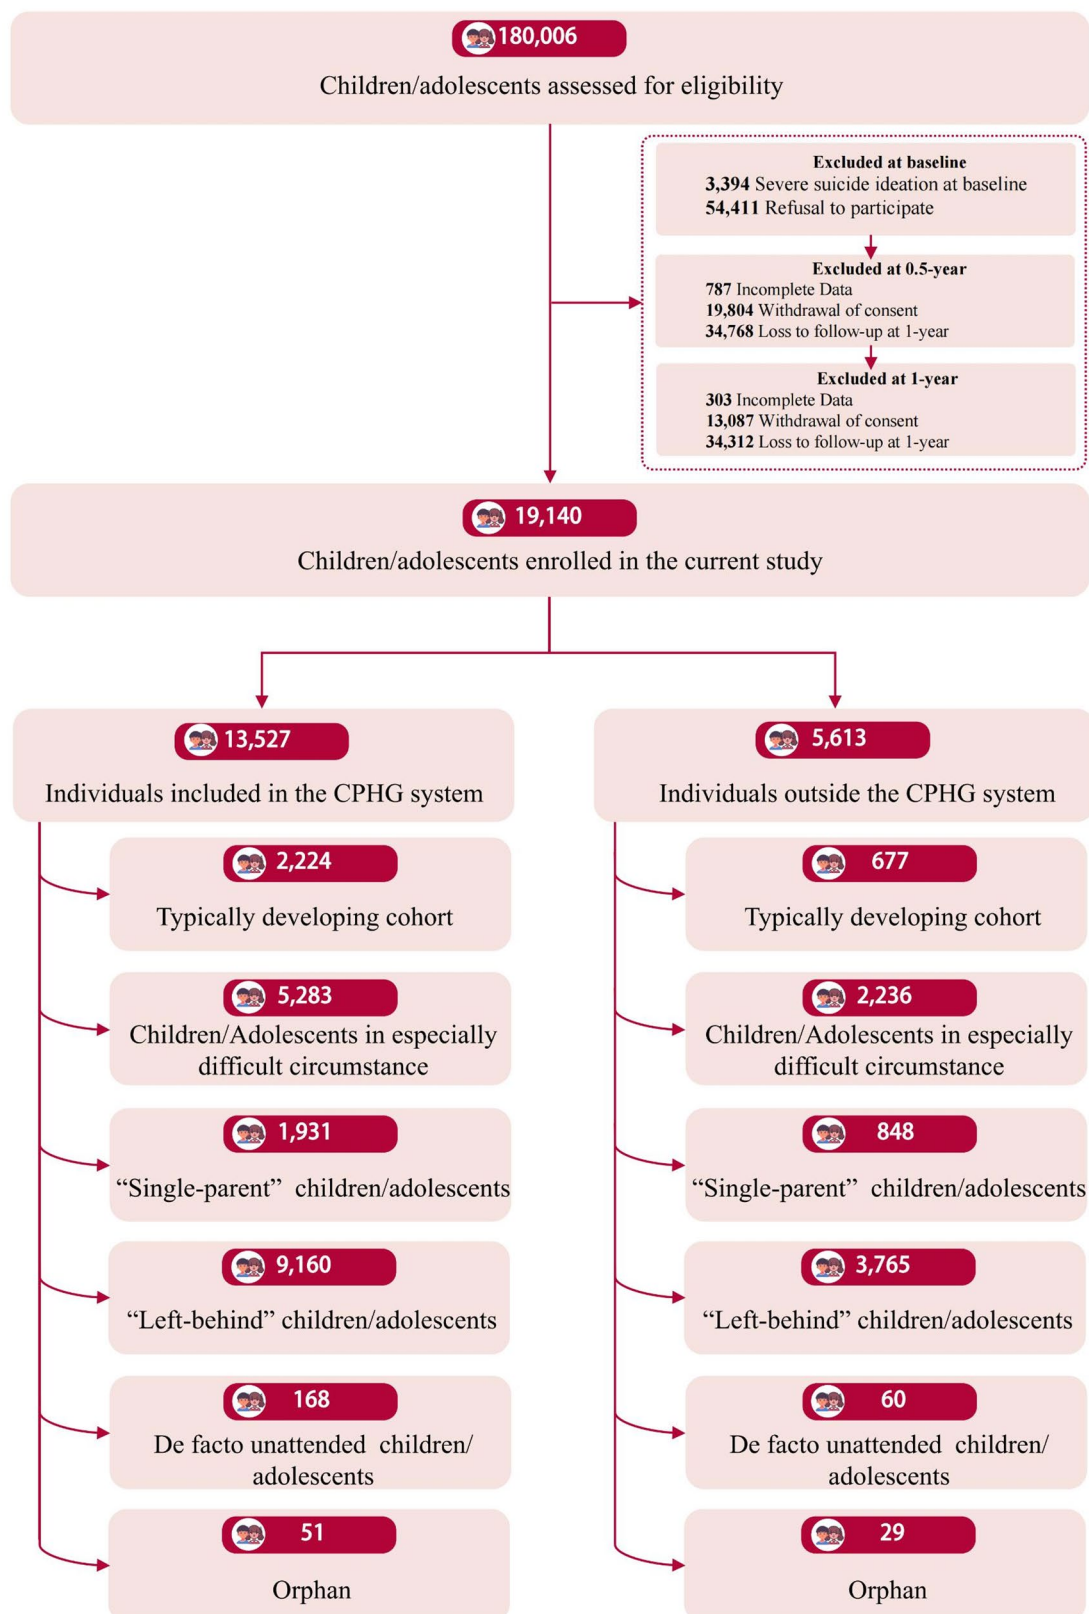 180,006
Children/adolescents assessed for eligibility
Excluded at baseline
3,394 Severe suicide ideation at baseline
54,411 Refusal to participate
Excluded at 0.5-year
787 Incomplete Data
19,804 Withdrawal of consent
34,768 Loss to follow-up at 1-year
Excluded at 1-year
303 Incomplete Data
13,087 Withdrawal of consent
34,312 Loss to follow-up at 1-year
19,140
Children/adolescents enrolled in the current study
13,527
Individuals included in the CPHG system
2,224
Typically developing cohort
5,283
Children/Adolescents in especially
difficult circumstance
1,931
“Single-parent” children/adolescents
9,160
“Left-behind” children/adolescents
168
De facto unattended children/
adolescents
51
Orphan
5,613
Individuals outside the CPHG system
677
Typically developing cohort
2,236
Children/Adolescents in especially
difficult circumstance
848
“Single-parent” children/adolescents
3,765
“Left-behind” children/adolescents
60
De facto unattended children/
adolescents
29
Orphan